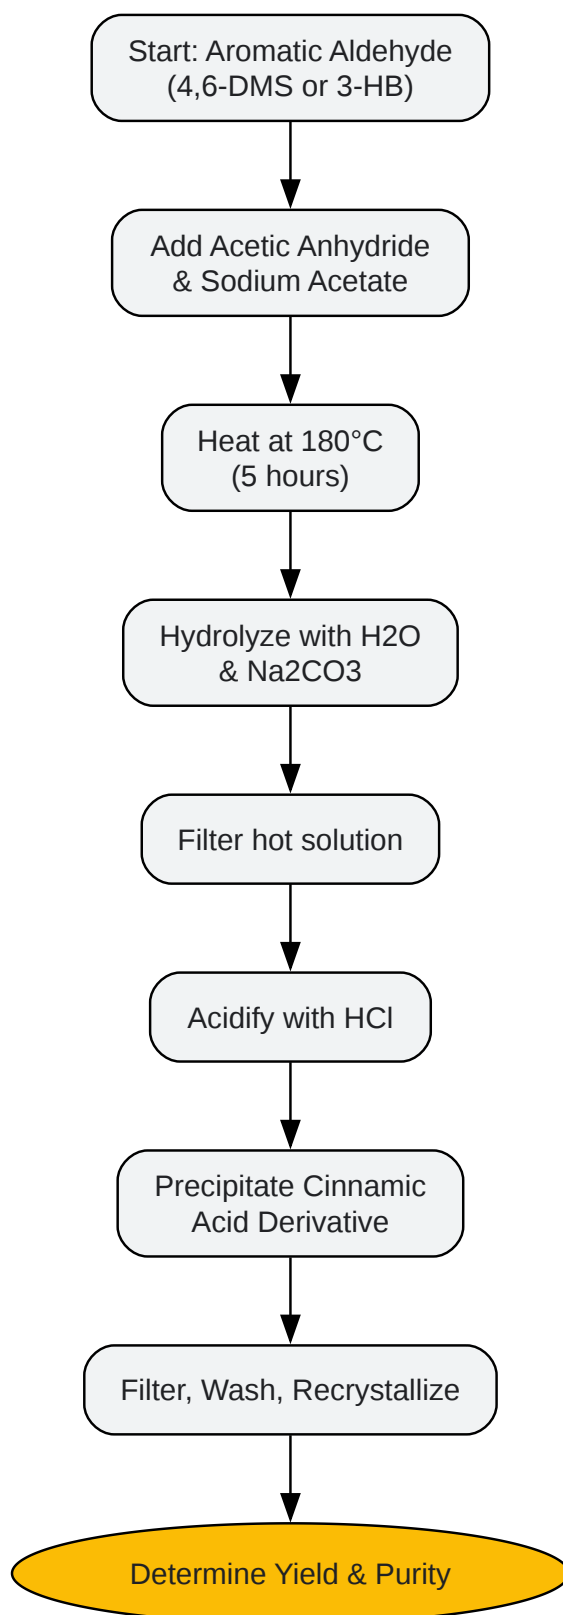 Start: Aromatic Aldehyde
(4,6-DMS or 3-HB)
Add Acetic Anhydride
& Sodium Acetate
Heat at 180°C
(5 hours)
Hydrolyze with H2O
& Na2CO3
Filter hot solution
Acidify with HCl
Precipitate Cinnamic
Acid Derivative
Filter, Wash, Recrystallize
Determine Yield & Purity